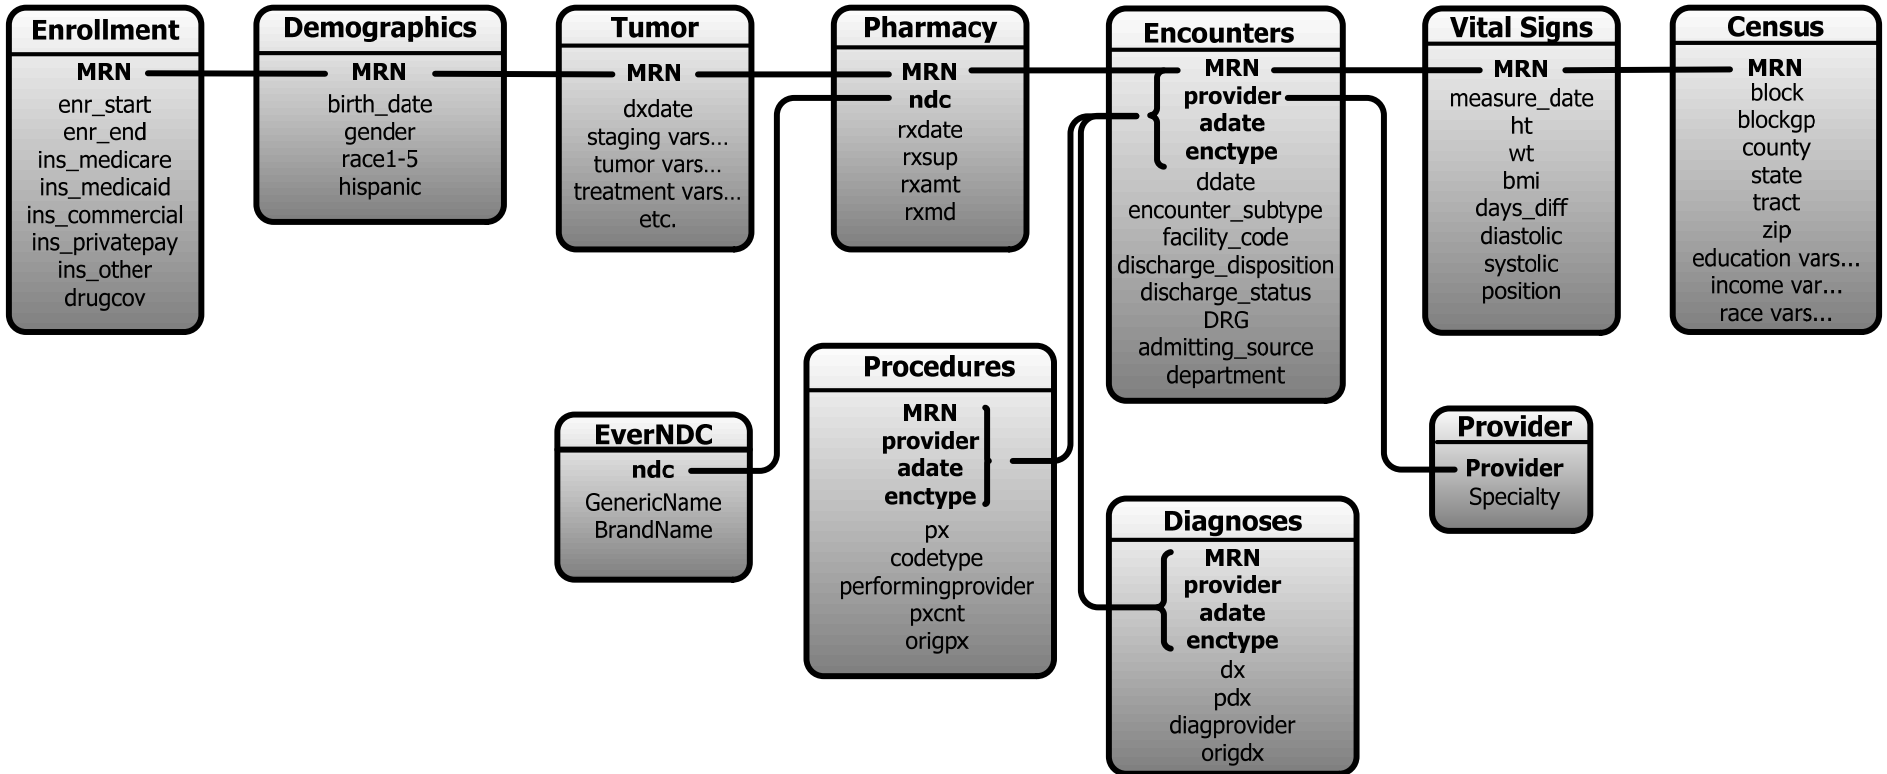 Enrollment
MRN
enr_start
enr_end
ins_medicare
ins_medicaid
ins_commercial
ins_privatepay
ins_other
drugcov
Demographics
MRN
birth_date
gender
race1-5
hispanic
Tumor
MRN
dxdate
staging vars...
tumor vars...
treatment vars...
etc.
Pharmacy
MRN
ndc
rxdate
rxsup
rxamt
rxmd
Encounters
MRN
provider
adate
enctype
ddate
encounter_subtype
facility_code
discharge_disposition
discharge_status
DRG
admitting_source
department
Vital Signs
MRN
measure_date
ht
wt
bmi
days_diff
diastolic
systolic
position
Census
MRN
block
blockgp
county
state
tract
zip
education vars...
income var...
race vars...
EverNDC
ndc
GenericName
BrandName
Procedures
MRN
provider
adate
enctype
px
codetype
performingprovider
pxcnt
origpx
Diagnoses
MRN
provider
adate
enctype
dx
pdx
diagprovider
origdx
Provider
Provider
Specialty